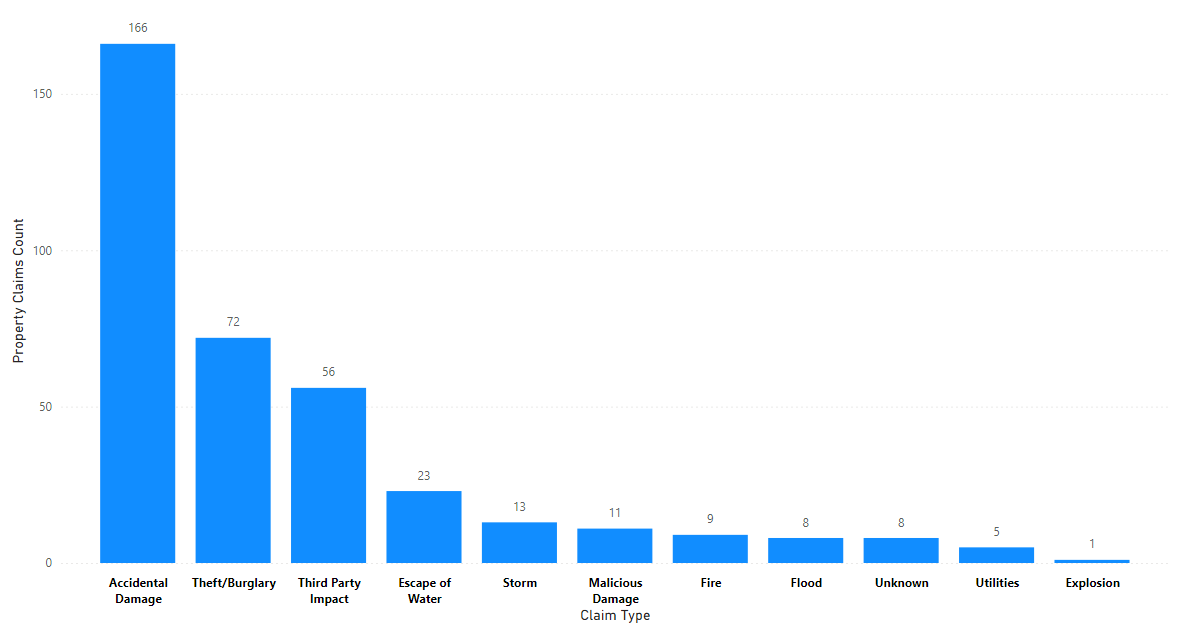 166
150
Property Claims Count
100
72
56
50
23
13
11
9
8
8
5
1
0
Accidental Damage
Theft/Burglary
Third Party Impact
Escape of Water
Storm
Malicious Damage
Fire
Flood
Unknown
Utilities
Explosion
Claim Type